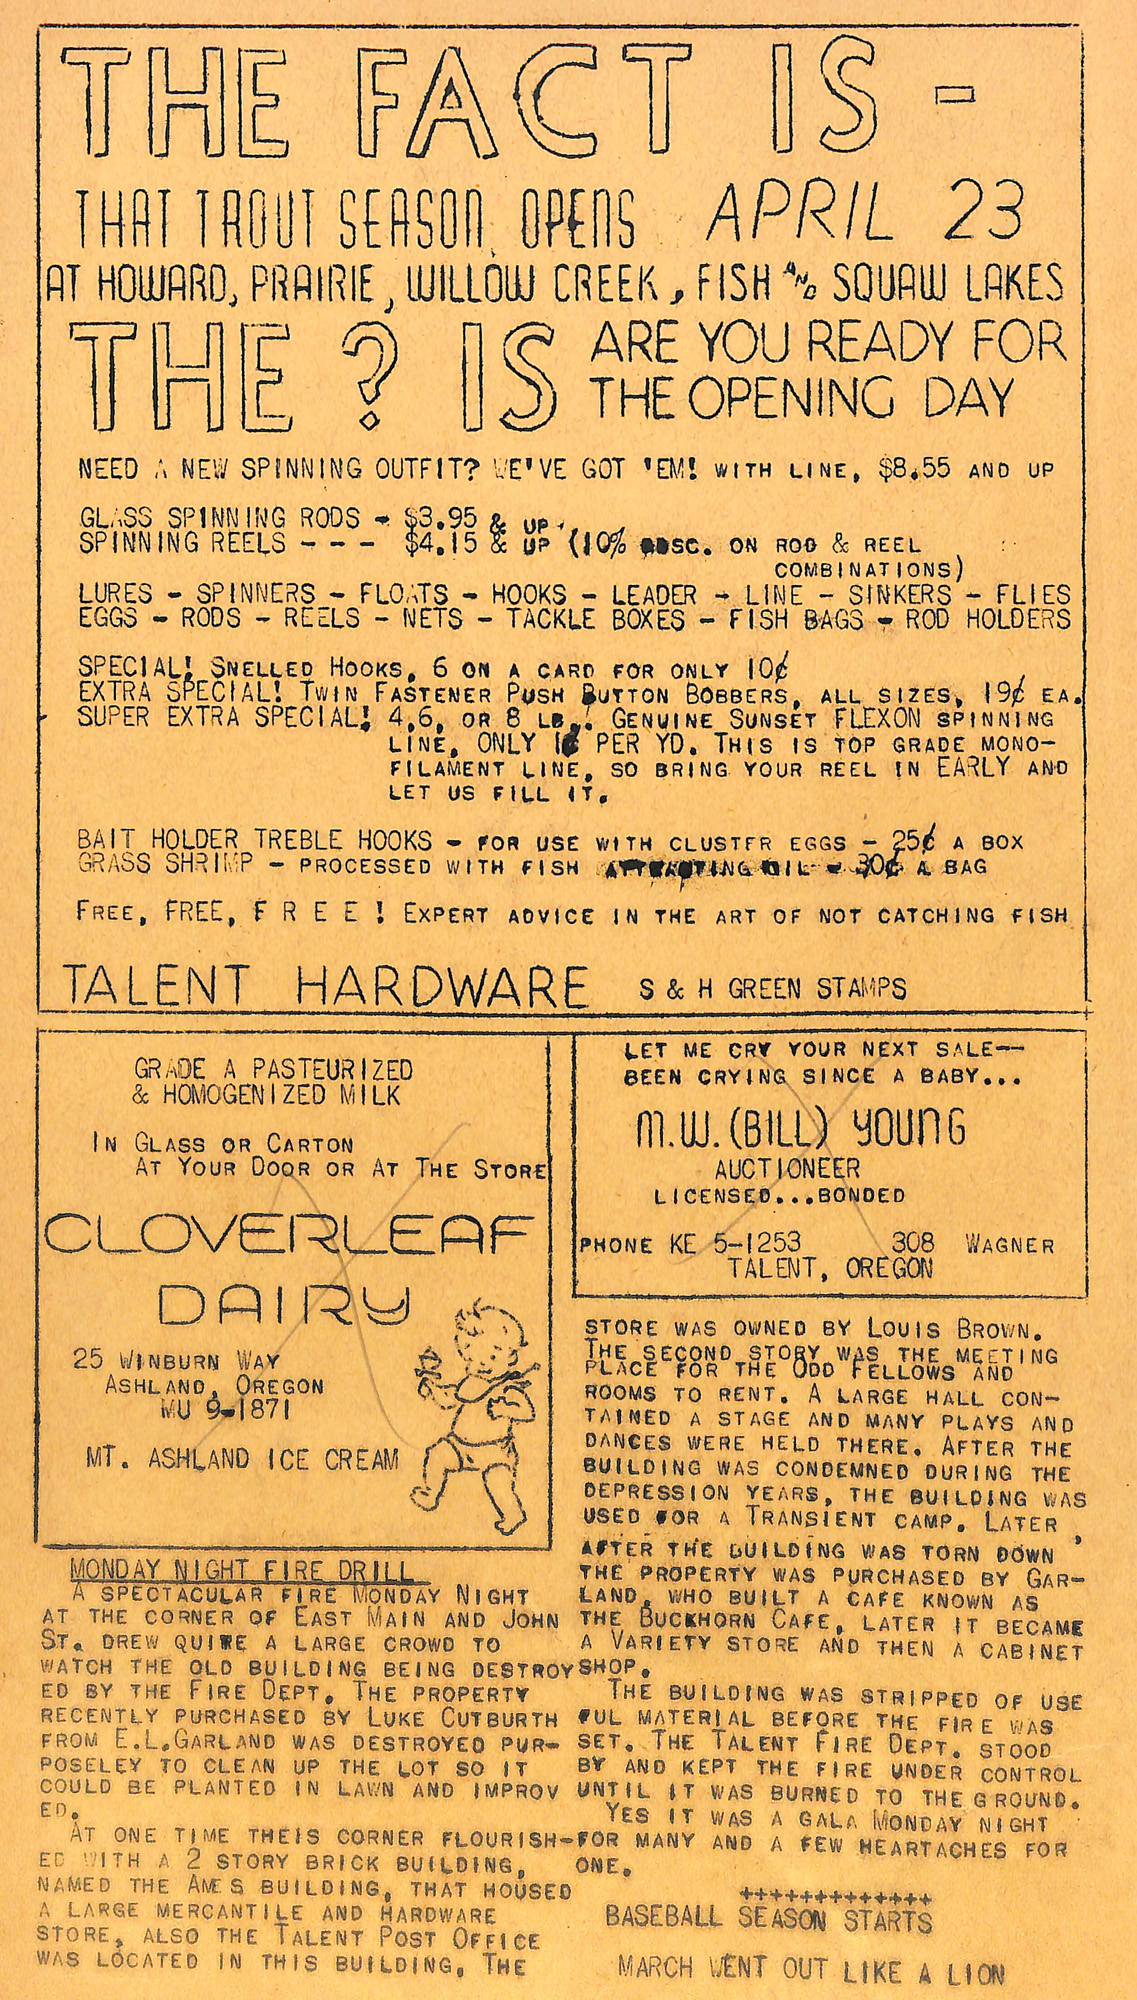 THE FACT IS -
THAT TROUT SEASON OPENS APRIL 23
AT HOWARD, PRAIRIE, WILLOW CREEK, FISH AND SQUAW LAKES
THE ? IS ARE YOU READY FOR
THE OPENING DAY
NEED A NEW SPINNING OUTFIT? WE'VE GOT 'EM! WITH LINE, $8.55 AND UP
GLASS SPINNING RODS - $3.95 & UP.
SPINNING REELS - - - $4.15 & UP (10% DISC. ON ROD & REEL
COMBINATIONS)
LURES - SPINNERS - FLOATS - HOOKS - LEADER - LINE - SINKERS - FLIES
EGGS - RODS - REELS - NETS - TACKLE BOXES - FISH BAGS - ROD HOLDERS
SPECIAL! SNELLED HOOKS, 6 ON A CARD FOR ONLY 10¢
EXTRA SPECIAL! TWIN FASTENER PUSH BUTTON BOBBERS, ALL SIZES, 19¢ EA.
SUPER EXTRA SPECIAL! 4,6, OR 8 LB.. GENUINE SUNSET FLEXON SPINNING
LINE, ONLY 1¢ PER YD. THIS IS TOP GRADE MONO-
FILAMENT LINE, SO BRING YOUR REEL IN EARLY AND
LET US FILL IT.
BAIT HOLDER TREBLE HOOKS - FOR USE WITH CLUSTFR EGGS - 25¢ A BOX
GRASS SHRIMP - PROCESSED WITH FISH ATTRACTING OIL - 30¢ A BAG
FREE, FREE, F R E E ! EXPERT ADVICE IN THE ART OF NOT CATCHING FISH
TALENT HARDWARE S & H GREEN STAMPS
GRADE A PASTEURIZED
& HOMOGENIZED MILK
IN GLASS OR CARTON
AT YOUR DOOR OR AT THE STORE
CLOVERLEAF
DAIRY
25 WINBURN WAY
ASHLAND, OREGON
MU 9-1871
MT. ASHLAND ICE CREAM
LET ME CRY YOUR NEXT SALE--
BEEN CRYING SINCE A BABY...
M.W. (BILL) YOUNG
AUCTIONEER
LICENSED...BONDED
PHONE KE 5-1253 308 WAGNER
TALENT, OREGON
MONDAY NIGHT FIRE DRILL
A SPECTACULAR FIRE MONDAY NIGHT
AT THE CORNER OF EAST MAIN AND JOHN
ST. DREW QUITE A LARGE CROWD TO
WATCH THE OLD BUILDING BEING DESTROY
ED BY THE FIRE DEPT. THE PROPERTY
RECENTLY PURCHASED BY LUKE CUTBURTH
FROM E.L.GARLAND WAS DESTROYED PUR-
POSELEY TO CLEAN UP THE LOT SO IT
COULD BE PLANTED IN LAWN AND IMPROV
ED.
AT ONE TIME THEIS CORNER FLOURISH-
ED WITH A 2 STORY BRICK BUILDING,
NAMED THE AMES BUILDING, THAT HOUSED
A LARGE MERCANTILE AND HARDWARE
STORE, ALSO THE TALENT POST OFFICE
WAS LOCATED IN THIS BUILDING. THE
STORE WAS OWNED BY LOUIS BROWN.
THE SECOND STORY WAS THE MEETING
PLACE FOR THE ODD FELLOWS AND
ROOMS TO RENT. A LARGE HALL CON-
TAINED A STAGE AND MANY PLAYS AND
DANCES WERE HELD THERE. AFTER THE
BUILDING WAS CONDEMNED DURING THE
DEPRESSION YEARS, THE BUILDING WAS
USED FOR A TRANSIENT CAMP. LATER ,
AFTER THE BUILDING WAS TORN DOWN
THE PROPERTY WAS PURCHASED BY GAR-
LAND, WHO BUILT A CAFE KNOWN AS
THE BUCKHORN CAFE, LATER IT BECAME
A VARIETY STORE AND THEN A CABINET
SHOP.
THE BUILDING WAS STRIPPED OF USE
FUL MATERIAL BEFORE THE FIRE WAS
SET. THE TALENT FIRE DEPT. STOOD
BY AND KEPT THE FIRE UNDER CONTROL
UNTIL IT WAS BURNED TO THE GROUND.
YES IT WAS A GALA MONDAY NIGHT
FOR MANY AND A FEW HEARTACHES FOR
ONE.
++++++++++++
BASEBALL SEASON STARTS
MARCH WENT OUT LIKE A LION